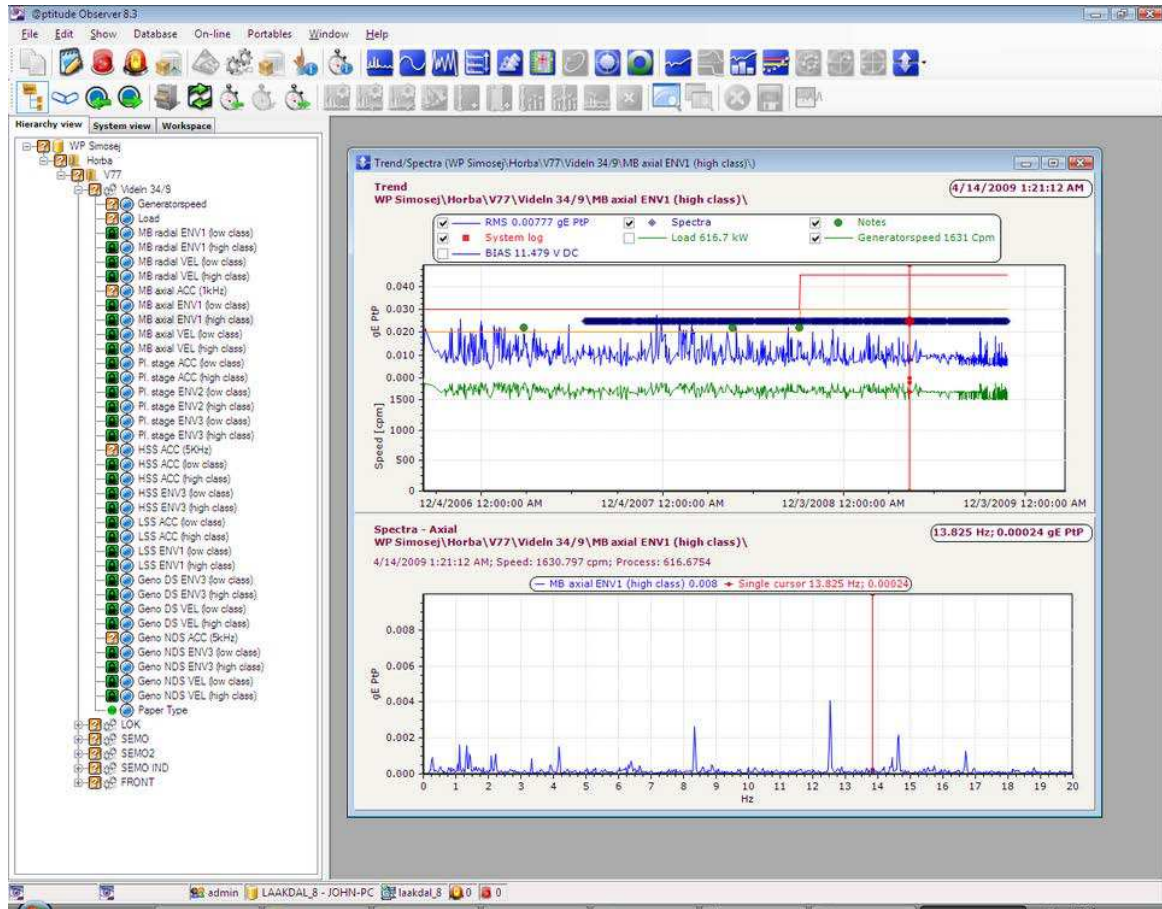 @ptitude Observer 8.3
File Edit Show Database On-line Portables Window Help
Hierarchy view System view Workspace
WP Simosej
Horba
V77
Videln 34/9
Generatorspeed
Load
MB radial ENV1 (low class)
MB radial ENV1 (high class)
MB radial VEL (low class)
MB radial VEL (high class)
MB axial ACC (1kHz)
MB axial ENV1 (low class)
MB axial ENV1 (high class)
MB axial VEL (low class)
MB axial VEL (high class)
Pl. stage ACC (low class)
Pl. stage ACC (high class)
Pl. stage ENV2 (low class)
Pl. stage ENV2 (high class)
Pl. stage ENV3 (low class)
Pl. stage ENV3 (high class)
HSS ACC (5KHz)
HSS ACC (low class)
HSS ACC (high class)
HSS ENV3 (low class)
HSS ENV3 (high class)
LSS ACC (low class)
LSS ACC (high class)
LSS ENV1 (low class)
LSS ENV1 (high class)
Geno DS ENV3 (low class)
Geno DS ENV3 (high class)
Geno DS VEL (low class)
Geno DS VEL (high class)
Geno NDS ACC (5kHz)
Geno NDS ENV3 (low class)
Geno NDS ENV3 (high class)
Geno NDS VEL (low class)
Geno NDS VEL (high class)
Paper Type
LOK
SEMO
SEMO2
SEMO IND
FRONT
Trend/Spectra (WP Simosej\Horba\V77\Videln 34/9\MB axial ENV1 (high class)\)
Trend
4/14/2009 1:21:12 AM
WP Simosej\Horba\V77\Videln 34/9\MB axial ENV1 (high class)\
RMS 0.00777 gE PtP Spectra Notes
System log Load 616.7 kW Generatorspeed 1631 Cpm
BIAS 11.479 V DC
gE PtP
0.040
0.030
0.020
0.010
0.000
Speed [cpm]
1500
1000
500
0
12/4/2006 12:00:00 AM 12/4/2007 12:00:00 AM 12/3/2008 12:00:00 AM 12/3/2009 12:00:00 AM
Spectra - Axial
13.825 Hz; 0.00024 gE PtP
WP Simosej\Horba\V77\Videln 34/9\MB axial ENV1 (high class)\
4/14/2009 1:21:12 AM; Speed: 1630.797 cpm; Process: 616.6754
MB axial ENV1 (high class) 0.008 Single cursor 13.825 Hz; 0.00024
gE PtP
0.008
0.006
0.004
0.002
0.000
0 1 2 3 4 5 6 7 8 9 10 11 12 13 14 15 16 17 18 19 20
Hz
admin LAAKDAL_8 - JOHN-PC laakdal_8 0 0